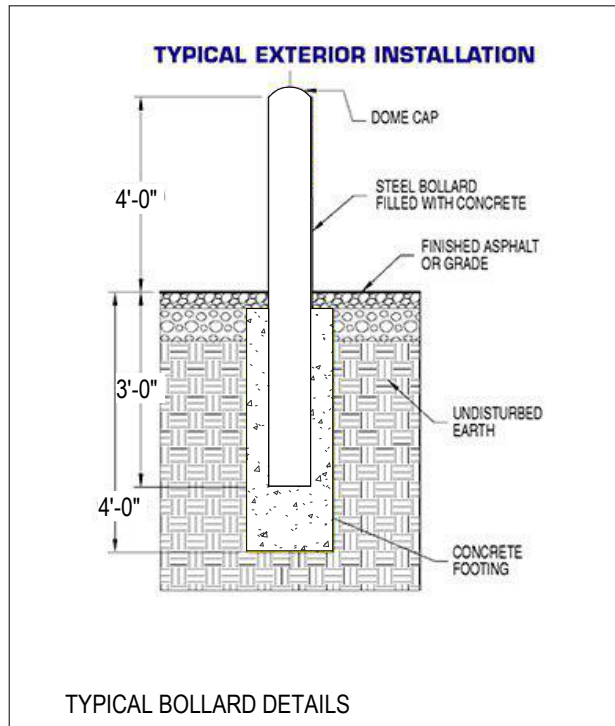 TYPICAL EXTERIOR INSTALLATION
DOME CAP
4'-0"
STEEL BOLLARD
FILLED WITH CONCRETE
FINISHED ASPHALT
OR GRADE
3'-0"
UNDISTURBED
EARTH
4'-0"
CONCRETE
FOOTING
TYPICAL BOLLARD DETAILS